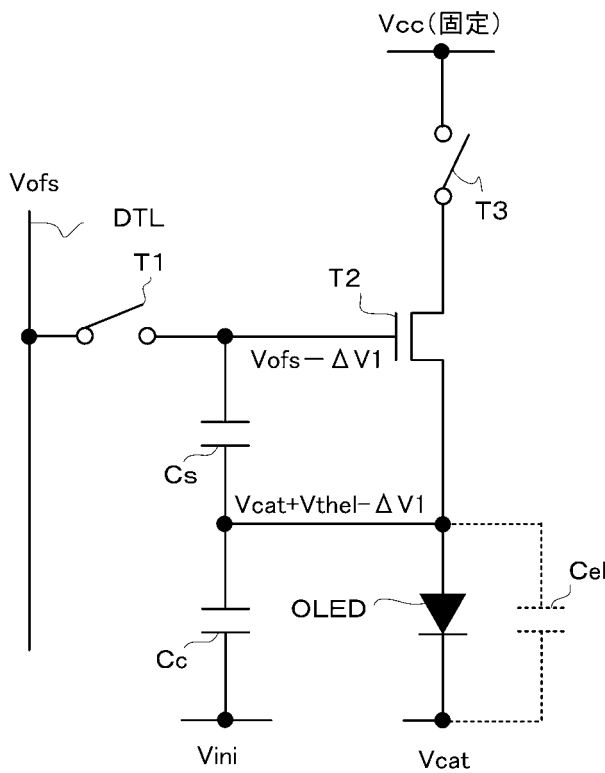 Vcc(固定)
Vofs
DTL
T3
T1
T2
Vofs－ΔV1
Cs
Vcat+Vthel－ΔV1
Cel
OLED
Cc
Vini
Vcat